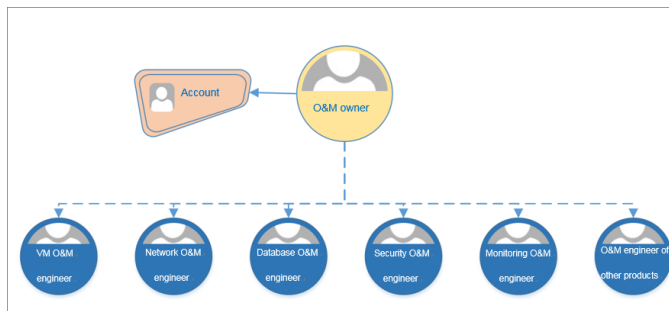 Account
O&M owner
VM O&M
engineer
Network O&M
engineer
Database O&M
engineer
Security O&M
engineer
Monitoring O&M
engineer
O&M engineer of
other products